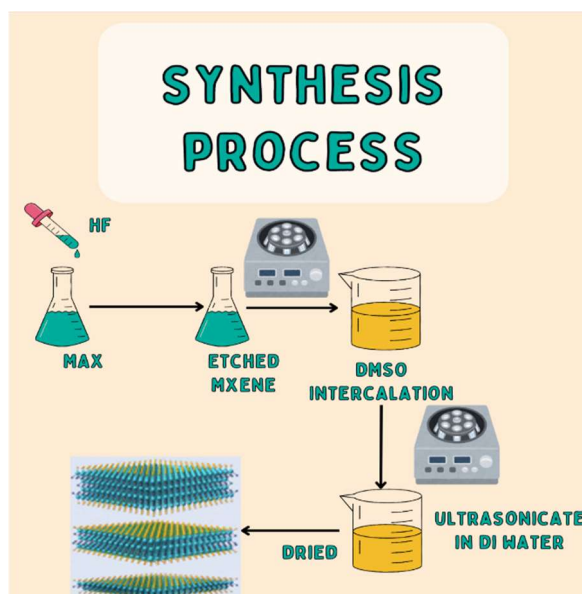 SYNTHESIS
PROCESS
HF
MAX
ETCHED
MXENE
DMSO
INTERCALATION
ULTRASONICATE
IN DI WATER
DRIED